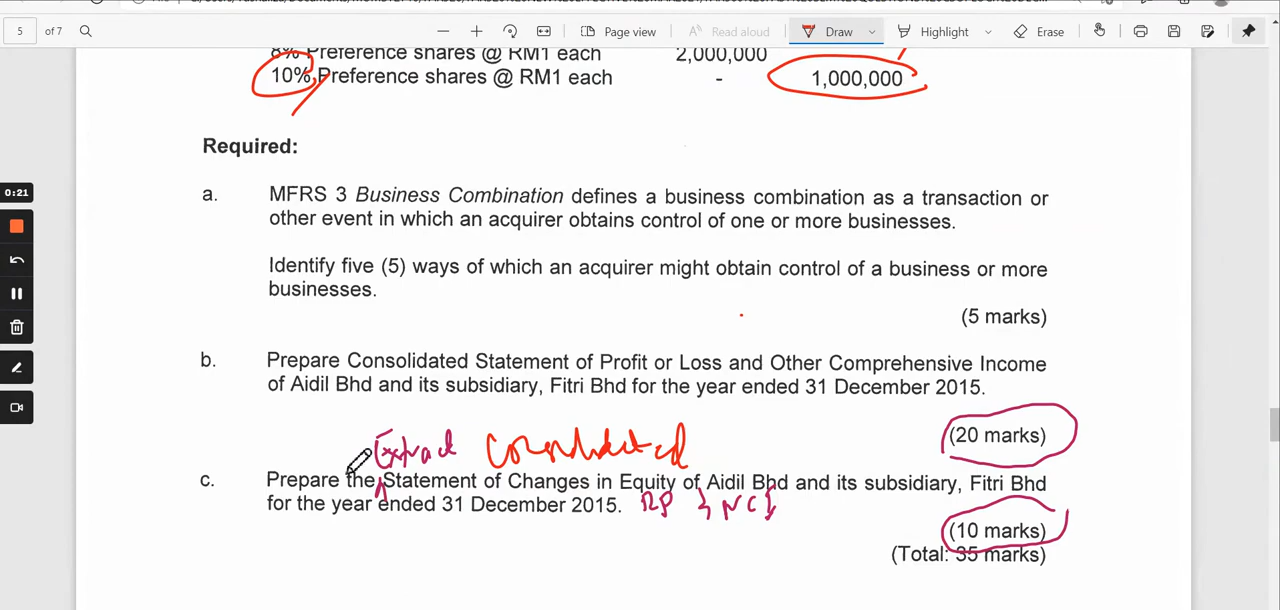 5 of 7
Page view
Read aloud
Draw
Highlight
Erase
8% Preference shares @ RM1 each 2,000,000
10% Preference shares @ RM1 each - 1,000,000
Required:
0:21
a. MFRS 3 Business Combination defines a business combination as a transaction or
other event in which an acquirer obtains control of one or more businesses.
Identify five (5) ways of which an acquirer might obtain control of a business or more
businesses.
(5 marks)
b. Prepare Consolidated Statement of Profit or Loss and Other Comprehensive Income
of Aidil Bhd and its subsidiary, Fitri Bhd for the year ended 31 December 2015.
(20 marks)
Extract Consolidated
c. Prepare the Statement of Changes in Equity of Aidil Bhd and its subsidiary, Fitri Bhd
for the year ended 31 December 2015. RP } NCI
(10 marks)
(Total: 35 marks)